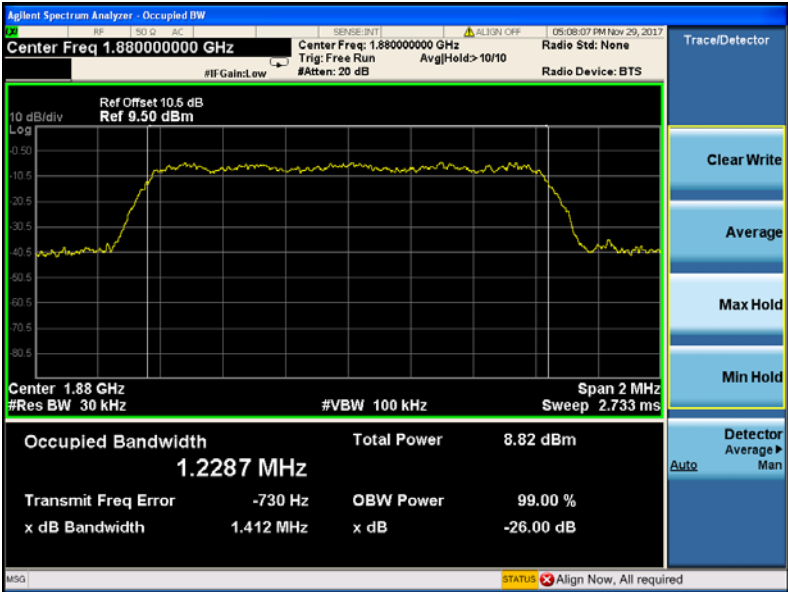 Agilent Spectrum Analyzer - Occupied BW
RF 50 Ω AC SENSE:INT ALIGN OFF 05:08:07 PM Nov 29, 2017
Center Freq 1.880000000 GHz
Center Freq: 1.880000000 GHz
Radio Std: None
Trig: Free Run Avg|Hold:>10/10
#IFGain:Low
#Atten: 20 dB
Radio Device: BTS
Trace/Detector
Ref Offset 10.5 dB
10 dB/div Ref 9.50 dBm
Log
-0.50
-10.5
-20.5
-30.5
-40.5
-50.5
-60.5
-70.5
-80.5
Center 1.88 GHz
Span 2 MHz
#Res BW 30 kHz
#VBW 100 kHz
Sweep 2.733 ms
Occupied Bandwidth
Total Power 8.82 dBm
1.2287 MHz
Transmit Freq Error -730 Hz
OBW Power 99.00 %
x dB Bandwidth 1.412 MHz
x dB -26.00 dB
Clear Write
Average
Max Hold
Min Hold
Detector
Average
Auto Man
MSG
STATUS Align Now, All required